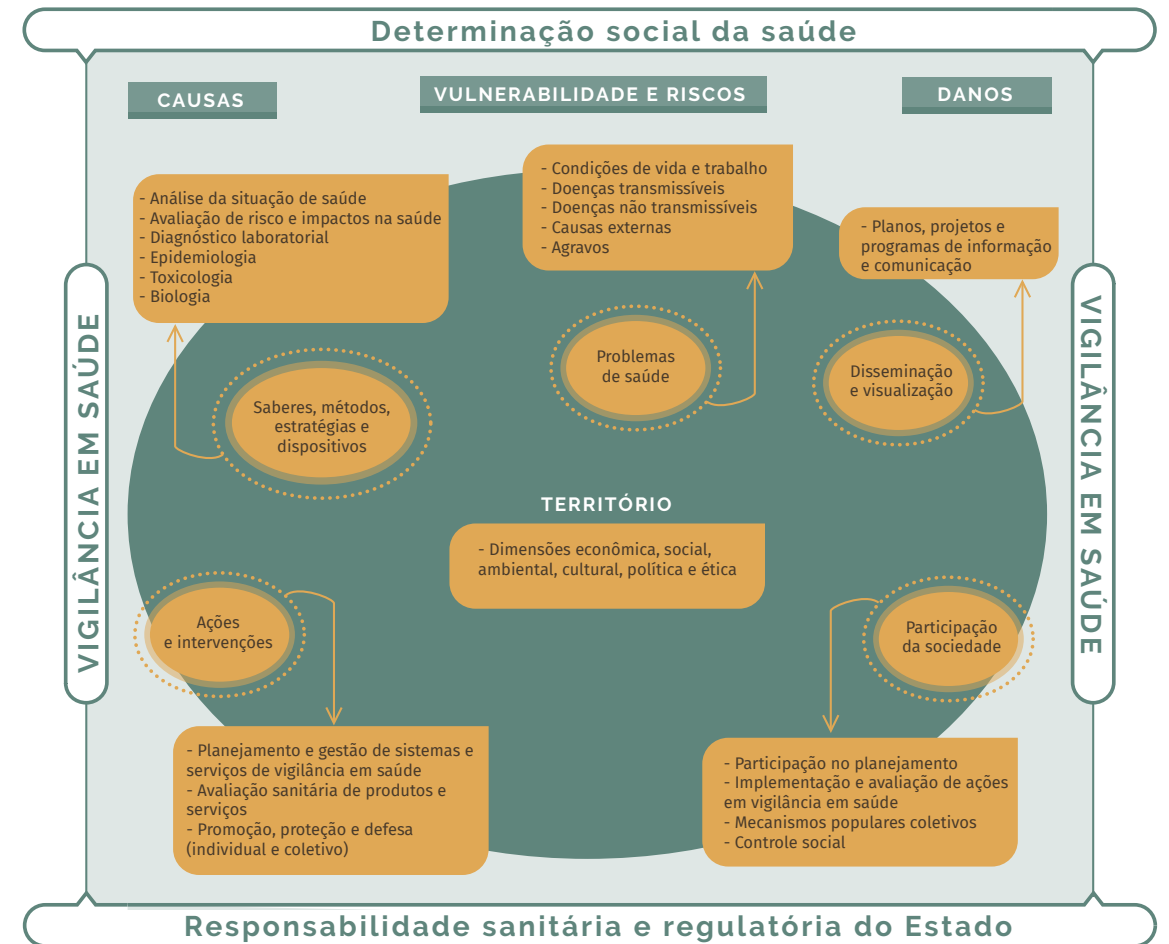 Determinação social da saúde
CAUSAS
VULNERABILIDADE E RISCOS
DANOS
- Análise da situação de saúde
- Avaliação de risco e impactos na saúde
- Diagnóstico laboratorial
- Epidemiologia
- Toxicologia
- Biologia
- Condições de vida e trabalho
- Doenças transmissíveis
- Doenças não transmissíveis
- Causas externas
- Agravos
- Planos, projetos e
programas de informação
e comunicação
VIGILÂNCIA EM SAÚDE
VIGILÂNCIA EM SAÚDE
Saberes, métodos,
estratégias e
dispositivos
Problemas
de saúde
Disseminação
e visualização
TERRITÓRIO
- Dimensões econômica, social,
ambiental, cultural, política e ética
Ações
e intervenções
Participação
da sociedade
- Planejamento e gestão de sistemas e
serviços de vigilância em saúde
- Avaliação sanitária de produtos e
serviços
- Promoção, proteção e defesa
(individual e coletivo)
- Participação no planejamento
- Implementação e avaliação de ações
em vigilância em saúde
- Mecanismos populares coletivos
- Controle social
Responsabilidade sanitária e regulatória do Estado